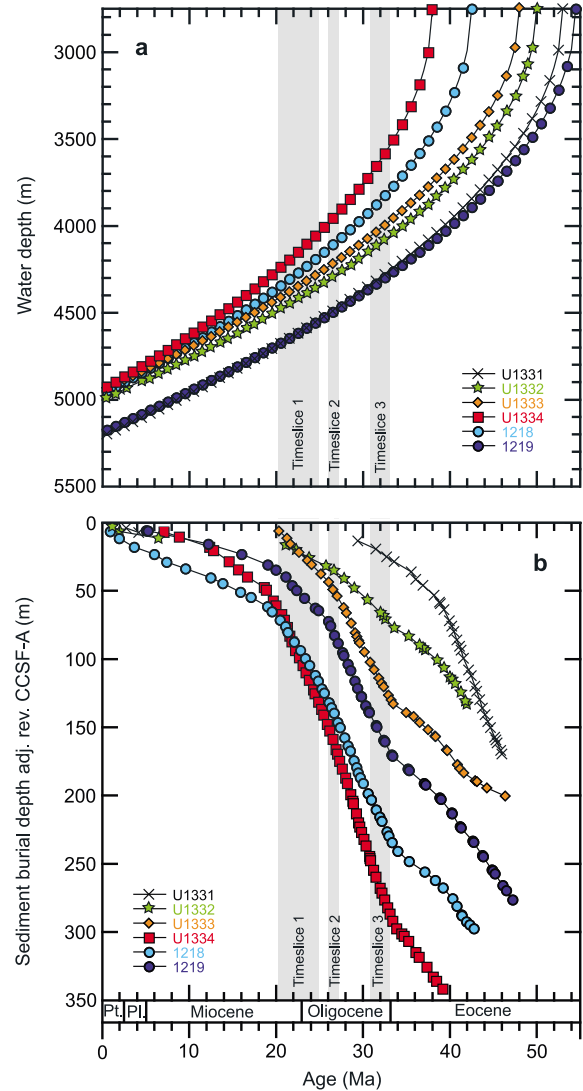 a
3000
3500
4000
4500
5000
5500
Water depth (m)
Timeslice 1
Timeslice 2
Timeslice 3
U1331
U1332
U1333
U1334
1218
1219
b
0
50
100
150
200
250
300
350
Sediment burial depth adj. rev. CCSF-A (m)
Timeslice 1
Timeslice 2
Timeslice 3
U1331
U1332
U1333
U1334
1218
1219
Pt. Pl. Miocene Oligocene Eocene
0 10 20 30 40 50
Age (Ma)